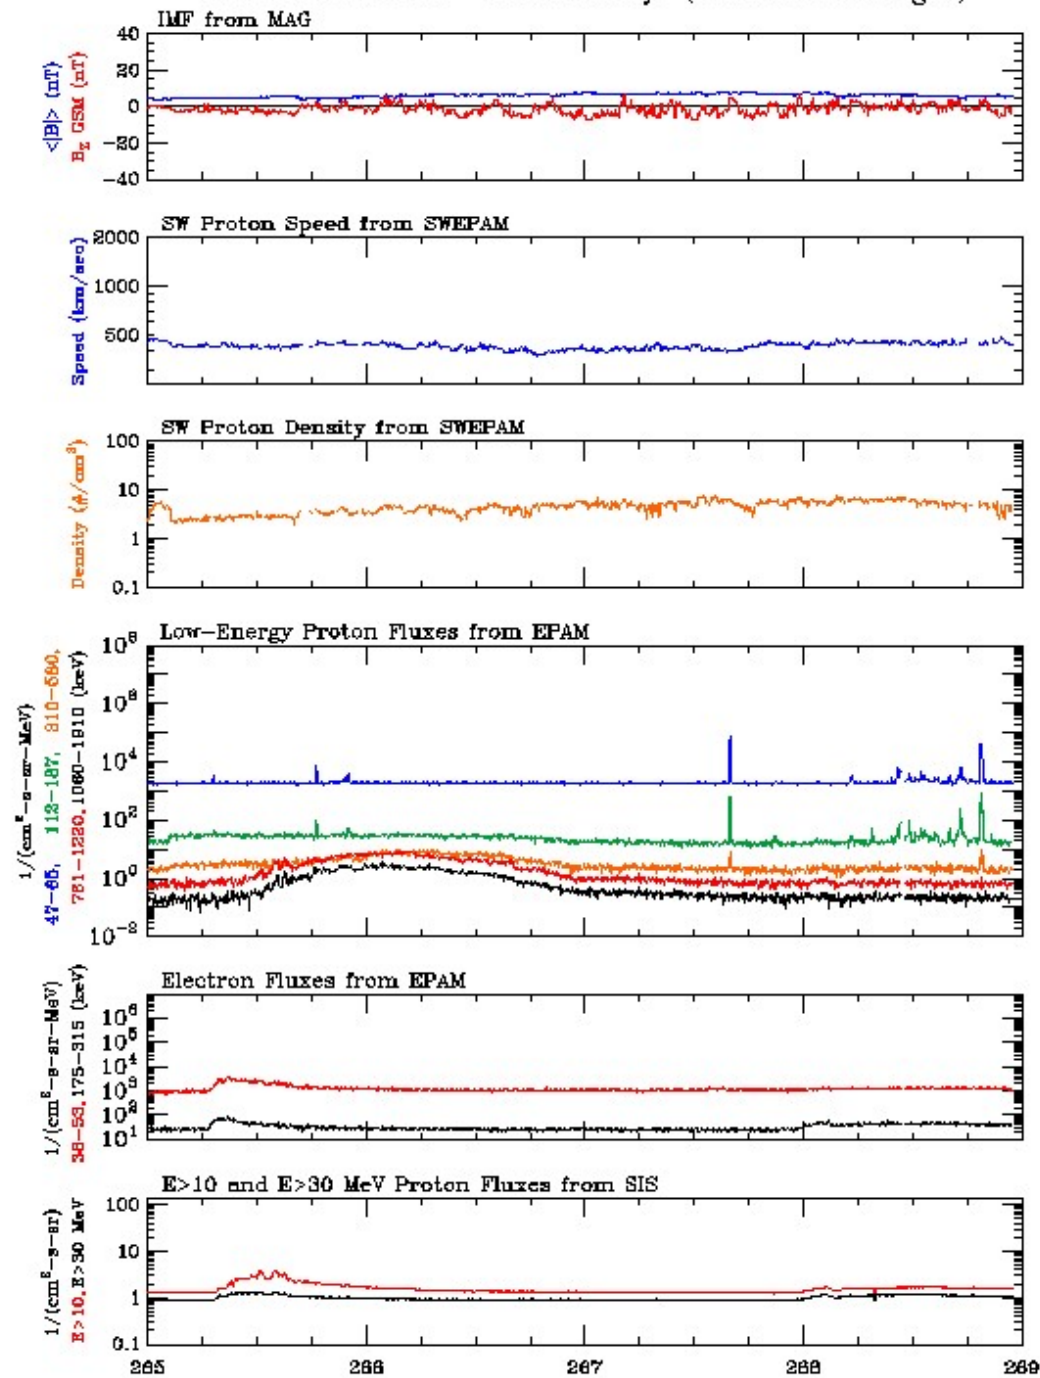 IMF from MAG
40
20
0
-20
-40
<|B|> (nT)
Bz GSM (nT)
SW Proton Speed from SWEPAM
2000
1000
500
Speed (km/sec)
SW Proton Density from SWEPAM
100
10
1
0.1
Density (#/cm³)
Low-Energy Proton Fluxes from EPAM
10⁴
10²
10⁰
10⁻²
1/(cm²-s-sr-MeV)
47-65, 112-187, 310-580,
761-1220, 1060-1910 (keV)
Electron Fluxes from EPAM
10⁶
10⁵
10⁴
10³
10²
10¹
1/(cm²-s-sr-MeV)
38-53, 175-315 (keV)
E>10 and E>30 MeV Proton Fluxes from SIS
100
10
1
0.1
1/(cm²-s-sr)
E>10, E>30 MeV
265
266
267
268
269